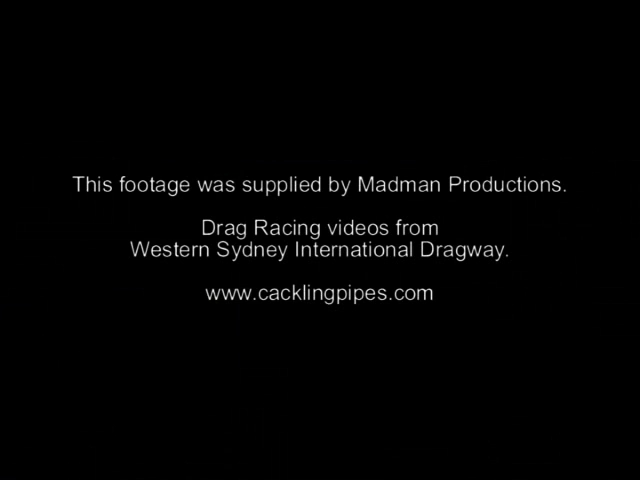 This footage was supplied by Madman Productions.
Drag Racing videos from
Western Sydney International Dragway.
www.cacklingpipes.com